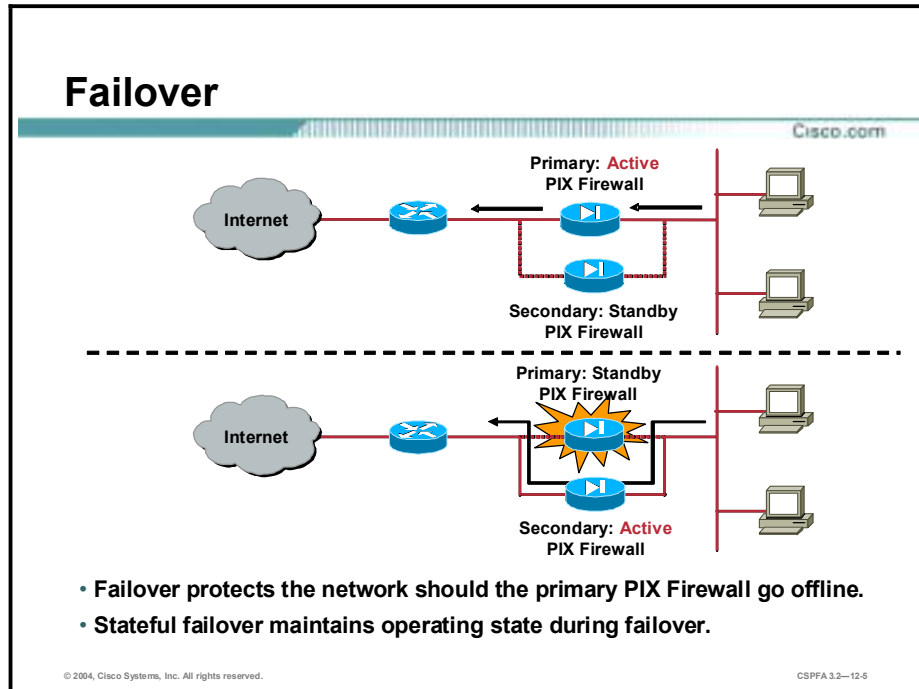 Failover
Cisco.com
Primary: Active
PIX Firewall
Internet
Secondary: Standby
PIX Firewall
Primary: Standby
PIX Firewall
Internet
Secondary: Active
PIX Firewall
• Failover protects the network should the primary PIX Firewall go offline.
• Stateful failover maintains operating state during failover.
© 2004, Cisco Systems, Inc. All rights reserved.
CSPFA 3.2—12-5